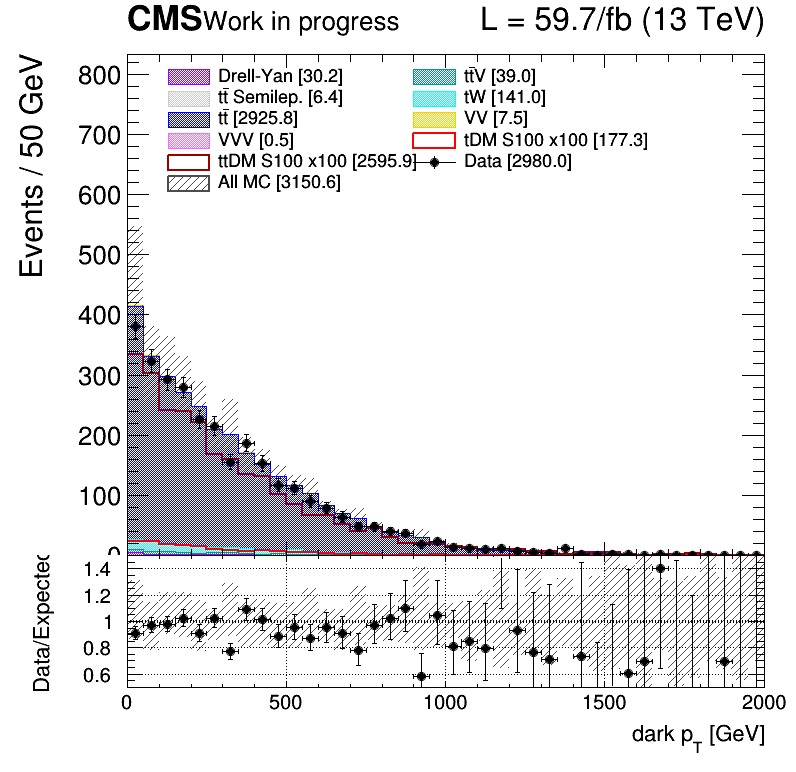 CMS Work in progress L = 59.7/fb (13 TeV)
Events / 50 GeV
800
700
600
500
400
300
200
100
0
Drell-Yan [30.2]
tt̄ Semilep. [6.4]
tt̄ [2925.8]
VVV [0.5]
ttDM S100 x100 [2595.9]
All MC [3150.6]
tt̄V [39.0]
tW [141.0]
VV [7.5]
tDM S100 x100 [177.3]
Data [2980.0]
Data/Expected
1.4
1.2
1
0.8
0.6
0 500 1000 1500 2000
dark p_T [GeV]